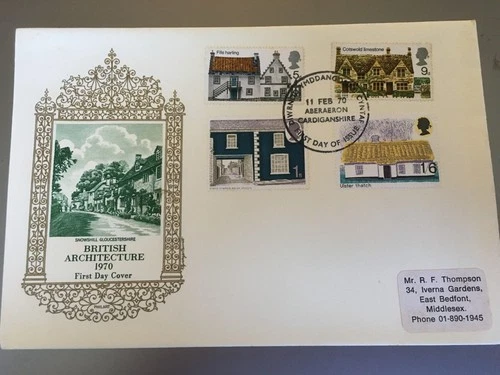 Fife harling
5
Cotswold limestone
9d
11 FEB 70
ABERAERON
CARDIGANSHIRE
FIRST DAY OF ISSUE
1/-
Ulster thatch
1/6
SNOWSHILL GLOUCESTERSHIRE
BRITISH
ARCHITECTURE
1970
First Day Cover
Mr. R. F. Thompson
34, Iverna Gardens,
East Bedfont,
Middlesex.
Phone 01-890-1945